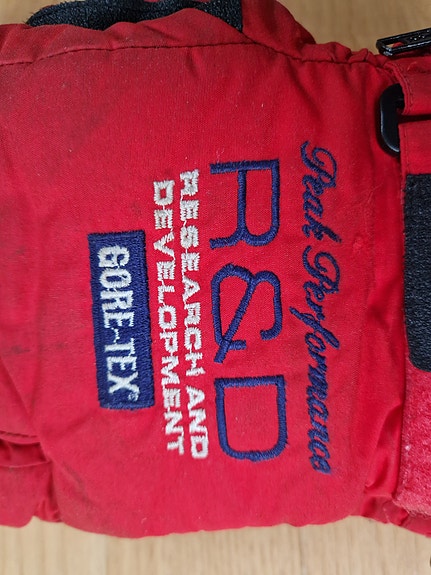 Peak Performance
R&D
RESEARCH AND
DEVELOPMENT
GORE-TEX®